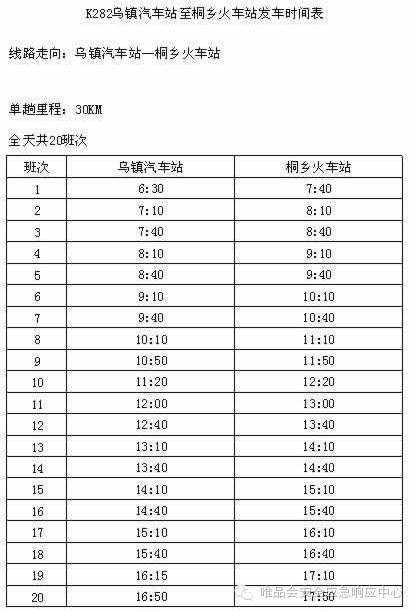 K282乌镇汽车站至桐乡火车站发车时间表
线路走向：乌镇汽车站—桐乡火车站
单趟里程：30KM
全天共20班次
班次 乌镇汽车站 桐乡火车站
1 6:30 7:40
2 7:10 8:10
3 7:40 8:40
4 8:10 9:10
5 8:40 9:40
6 9:10 10:10
7 9:40 10:40
8 10:10 11:10
9 10:50 11:50
10 11:20 12:20
11 12:00 13:00
12 12:40 13:40
13 13:10 14:10
14 13:40 14:40
15 14:10 15:10
16 14:40 15:40
17 15:10 16:10
18 15:40 16:40
19 16:15 17:10
20 16:50 17:50
唯品会安全应急响应中心